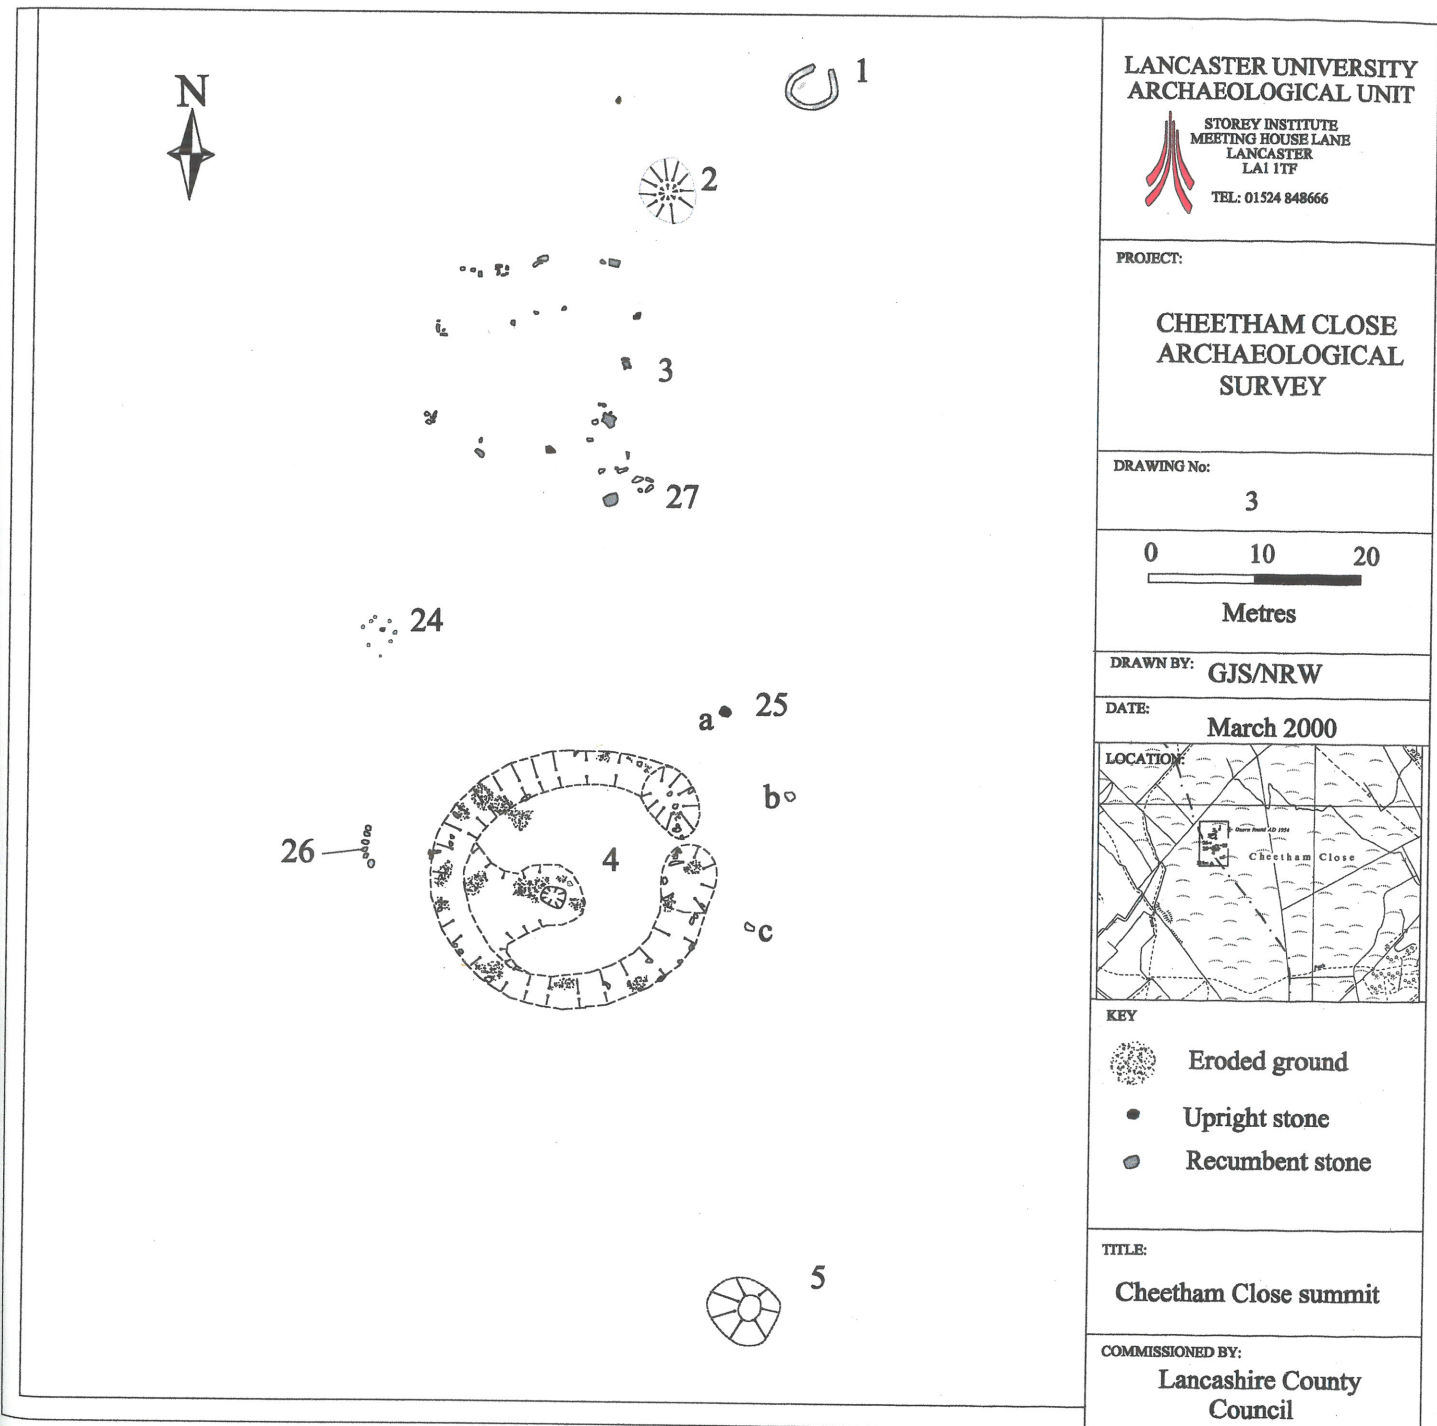 N
1
2
3
27
24
a
25
b
26
4
c
5
LANCASTER UNIVERSITY
ARCHAEOLOGICAL UNIT
STOREY INSTITUTE
MEETING HOUSE LANE
LANCASTER
LA1 1TF
TEL: 01524 848666
PROJECT:
CHEETHAM CLOSE
ARCHAEOLOGICAL
SURVEY
DRAWING No:
3
0 10 20
Metres
DRAWN BY: GJS/NRW
DATE:
March 2000
LOCATION:
Cheetham Close
KEY
Eroded ground
Upright stone
Recumbent stone
TITLE:
Cheetham Close summit
COMMISSIONED BY:
Lancashire County
Council